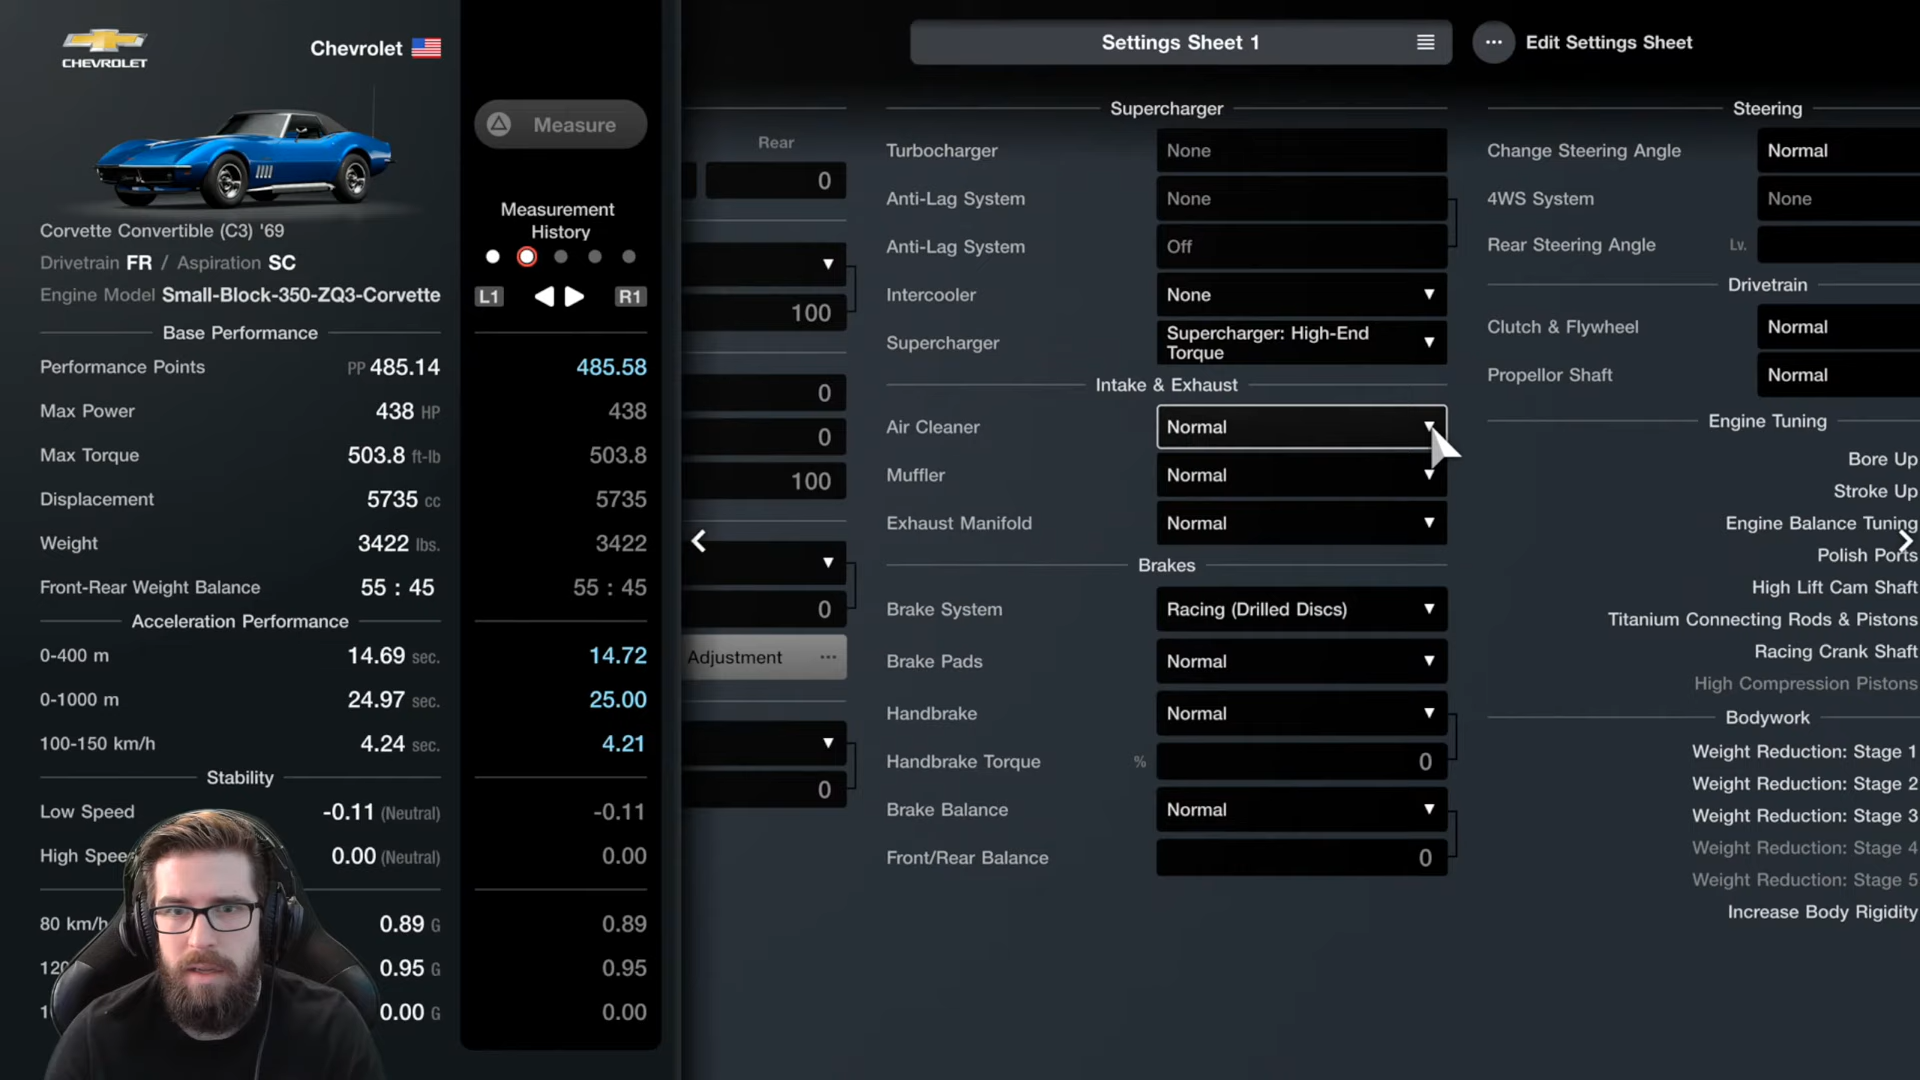 CHEVROLET
Chevrolet
Corvette Convertible (C3) '69
Drivetrain FR / Aspiration SC
Engine Model Small-Block-350-ZQ3-Corvette
Base Performance
Performance Points PP 485.14
Max Power 438 HP
Max Torque 503.8 ft-lb
Displacement 5735 cc
Weight 3422 lbs.
Front-Rear Weight Balance 55 : 45
Acceleration Performance
0-400 m 14.69 sec.
0-1000 m 24.97 sec.
100-150 km/h 4.24 sec.
Stability
Low Speed -0.11 (Neutral)
High Spee 0.00 (Neutral)
80 km/h 0.89 G
120 0.95 G
1 0.00 G
Measure
Measurement
History
L1 R1
485.58
438
503.8
5735
3422
55 : 45
14.72
25.00
4.21
-0.11
0.00
0.89
0.95
0.00
Rear
0
100
0
0
100
0
Adjustment ...
0
Settings Sheet 1
... Edit Settings Sheet
Supercharger
Turbocharger None
Anti-Lag System None
Anti-Lag System Off
Intercooler None
Supercharger Supercharger: High-End
Torque
Intake & Exhaust
Air Cleaner Normal
Muffler Normal
Exhaust Manifold Normal
Brakes
Brake System Racing (Drilled Discs)
Brake Pads Normal
Handbrake Normal
Handbrake Torque % 0
Brake Balance Normal
Front/Rear Balance 0
Steering
Change Steering Angle Normal
4WS System None
Rear Steering Angle Lv.
Drivetrain
Clutch & Flywheel Normal
Propellor Shaft Normal
Engine Tuning
Bore Up
Stroke Up
Engine Balance Tuning
Polish Ports
High Lift Cam Shaft
Titanium Connecting Rods & Pistons
Racing Crank Shaft
High Compression Pistons
Bodywork
Weight Reduction: Stage 1
Weight Reduction: Stage 2
Weight Reduction: Stage 3
Weight Reduction: Stage 4
Weight Reduction: Stage 5
Increase Body Rigidity